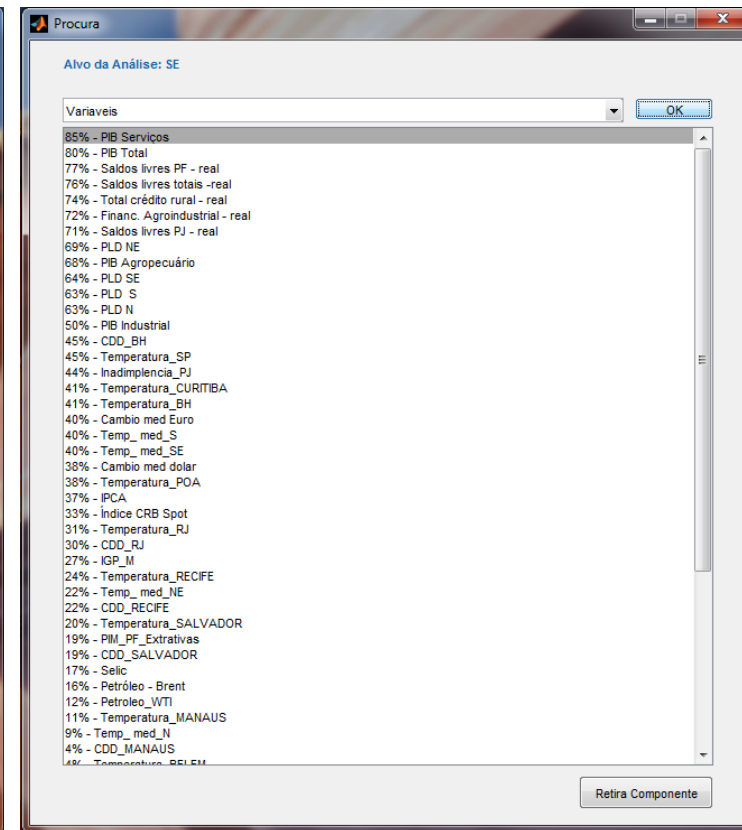 Procura
Alvo da Análise: SE
Variaveis
OK
85% - PIB Serviços
80% - PIB Total
77% - Saldos livres PF - real
76% - Saldos livres totais -real
74% - Total crédito rural - real
72% - Financ. Agroindustrial - real
71% - Saldos livres PJ - real
69% - PLD NE
68% - PIB Agropecuário
64% - PLD SE
63% - PLD  S
63% - PLD N
50% - PIB Industrial
45% - CDD_BH
45% - Temperatura_SP
44% - Inadimplencia_PJ
41% - Temperatura_CURITIBA
41% - Temperatura_BH
40% - Cambio med Euro
40% - Temp_ med_S
40% - Temp_ med_SE
38% - Cambio med dolar
38% - Temperatura_POA
37% - IPCA
33% - Índice CRB Spot
31% - Temperatura_RJ
30% - CDD_RJ
27% - IGP_M
24% - Temperatura_RECIFE
22% - Temp_ med_NE
22% - CDD_RECIFE
20% - Temperatura_SALVADOR
19% - PIM_PF_Extrativas
19% - CDD_SALVADOR
17% - Selic
16% - Petróleo - Brent
12% - Petroleo_WTI
11% - Temperatura_MANAUS
9% - Temp_ med_N
4% - CDD_MANAUS
4% - Temperatura_BELEM
Retira Componente